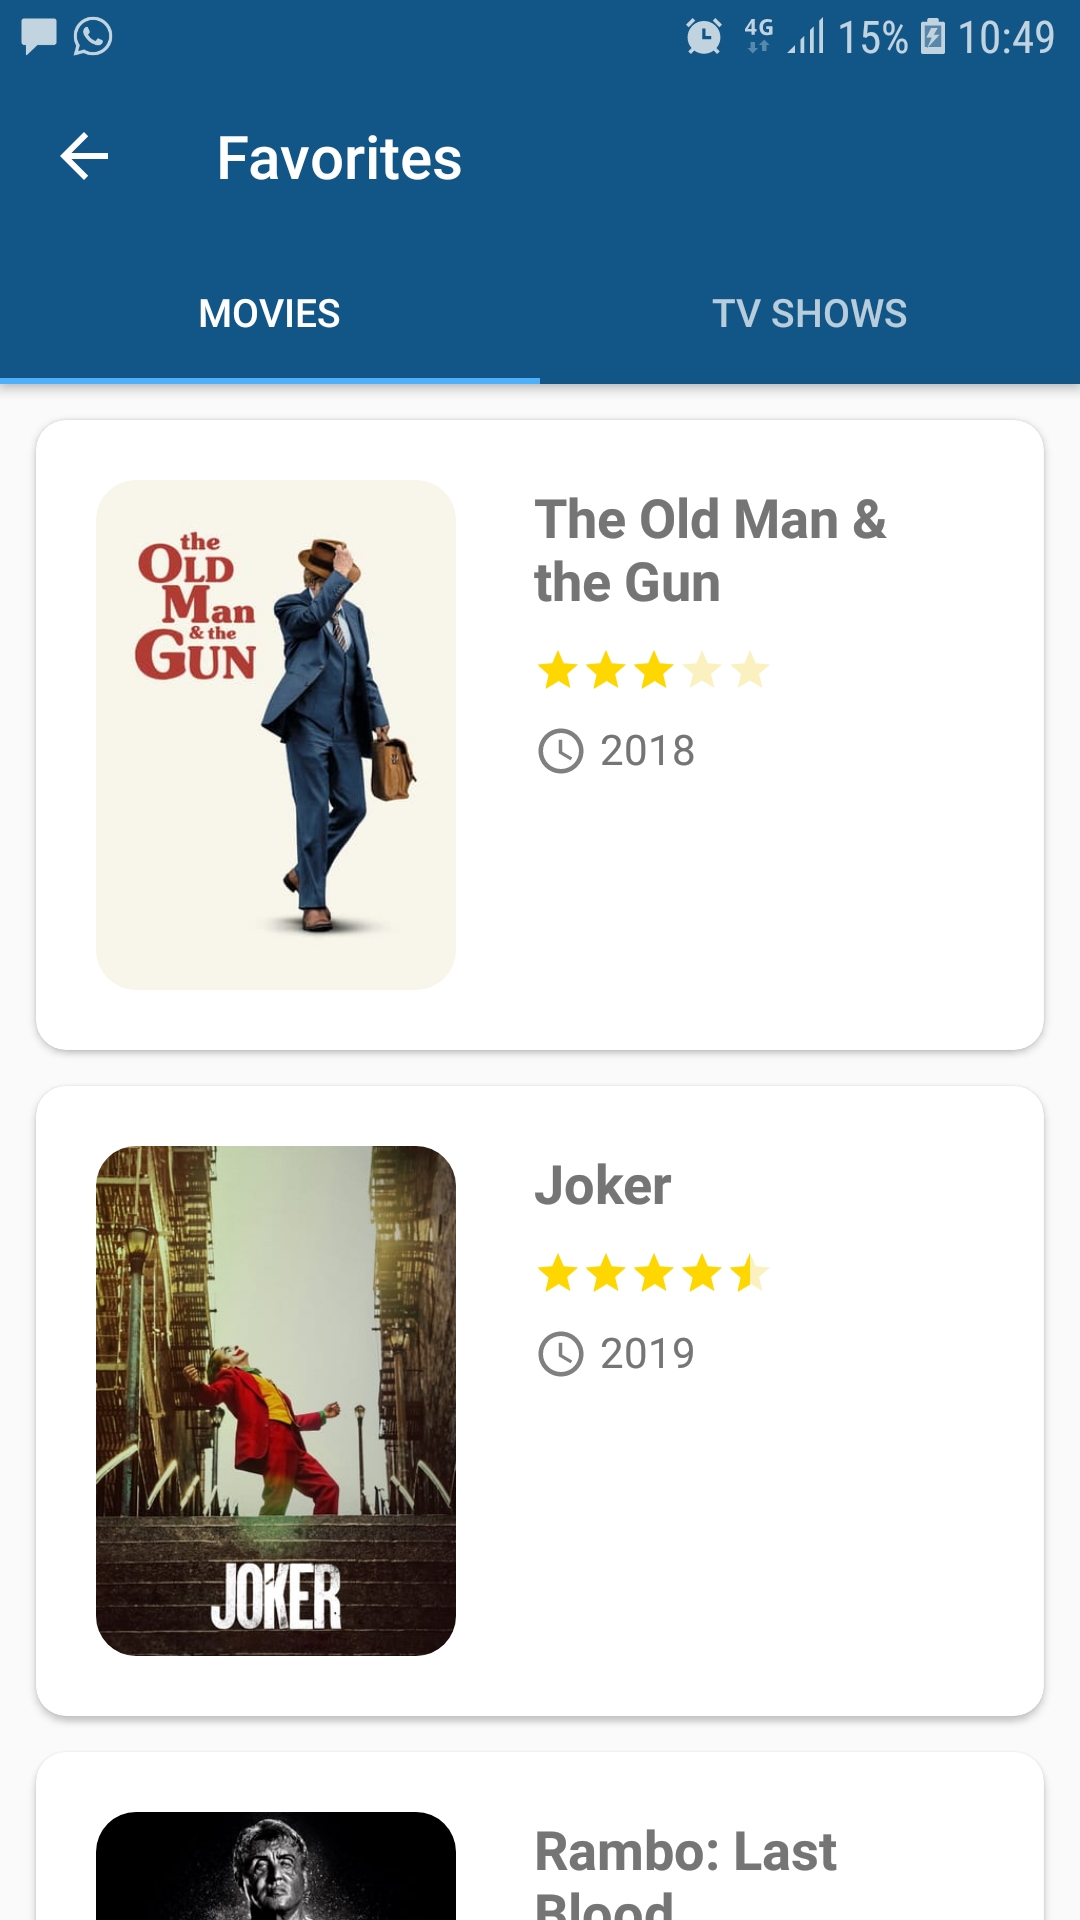 4G 15% 10:49
Favorites
MOVIES TV SHOWS
the
OLD
Man
& the
GUN
The Old Man &
the Gun
2018
JOKER
Joker
2019
Rambo: Last
Blood